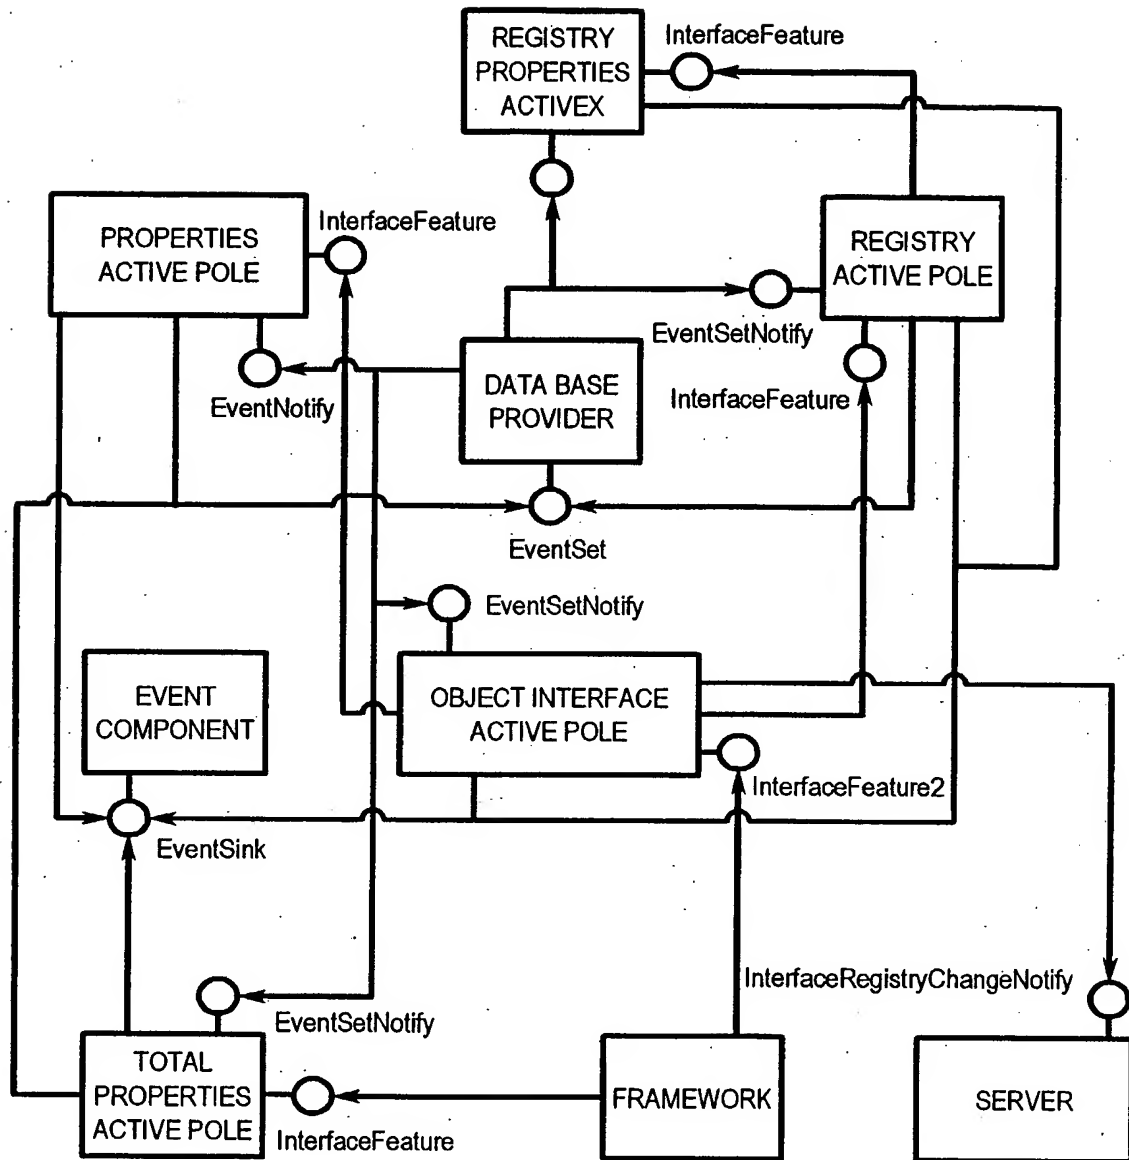 REGISTRY
PROPERTIES
ACTIVEX
InterfaceFeature
PROPERTIES
ACTIVE POLE
InterfaceFeature
REGISTRY
ACTIVE POLE
EventSetNotify
InterfaceFeature
EventNotify
DATA BASE
PROVIDER
EventSet
EventSetNotify
EVENT
COMPONENT
OBJECT INTERFACE
ACTIVE POLE
InterfaceFeature2
EventSink
InterfaceRegistryChangeNotify
EventSetNotify
TOTAL
PROPERTIES
ACTIVE POLE
InterfaceFeature
FRAMEWORK
SERVER